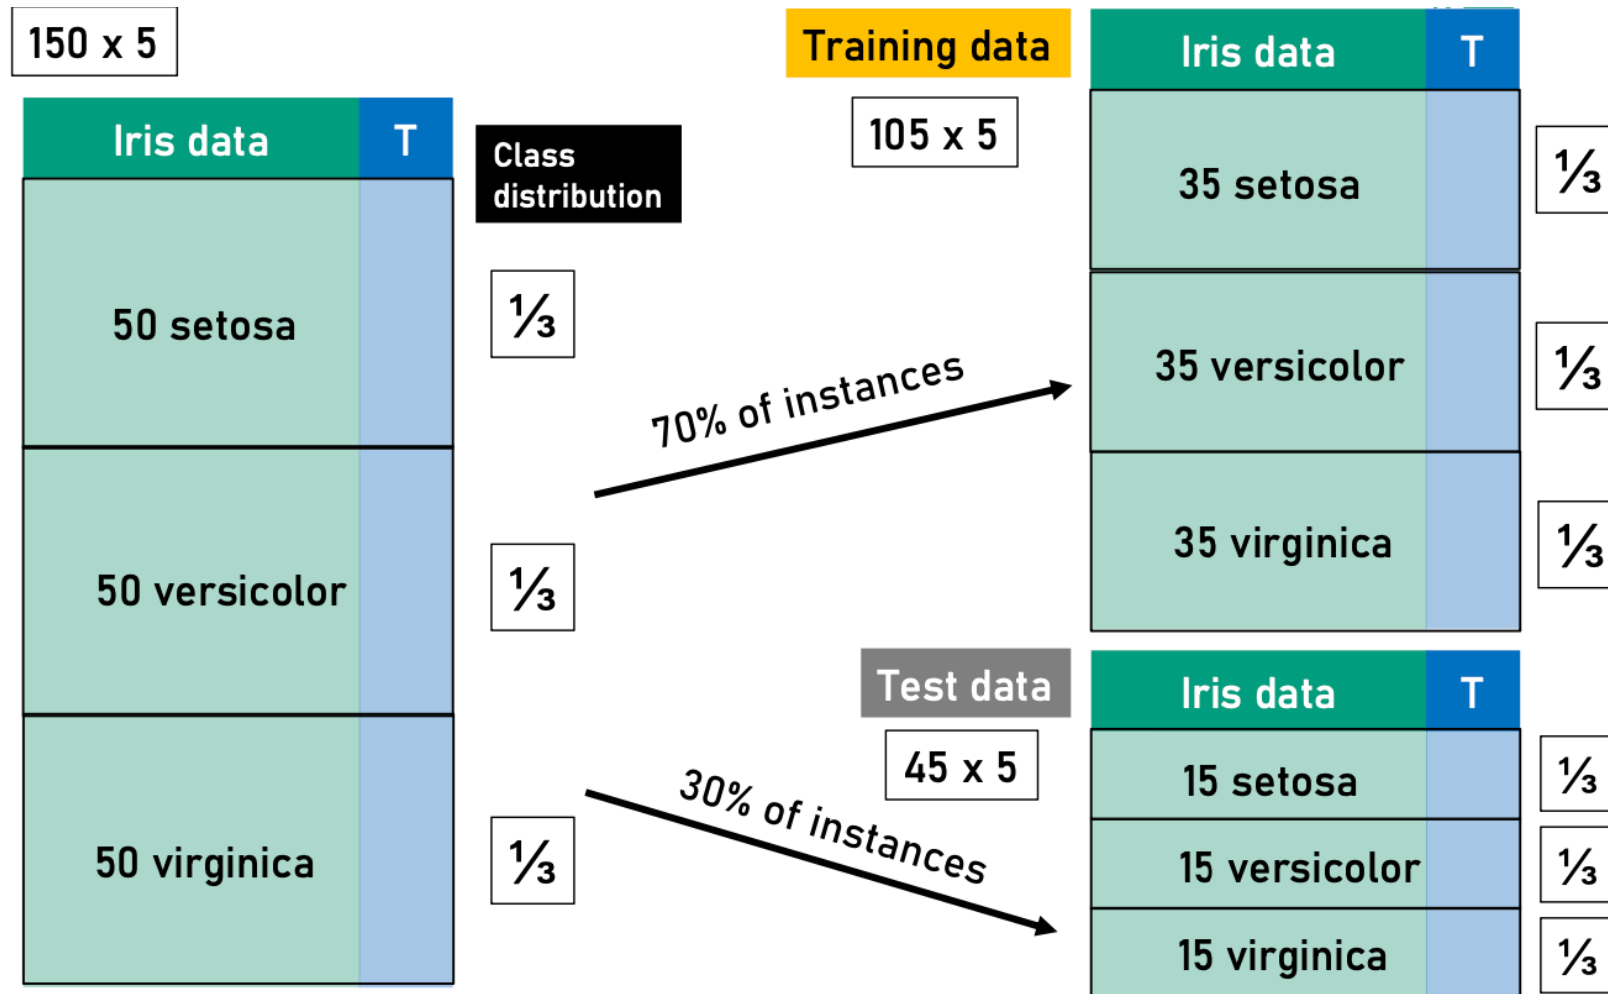 150 x 5
Iris data T
Class
distribution
50 setosa
⅓
50 versicolor
⅓
50 virginica
⅓
70% of instances
30% of instances
Training data
105 x 5
Iris data T
35 setosa
⅓
35 versicolor
⅓
35 virginica
⅓
Test data
45 x 5
Iris data T
15 setosa
⅓
15 versicolor
⅓
15 virginica
⅓